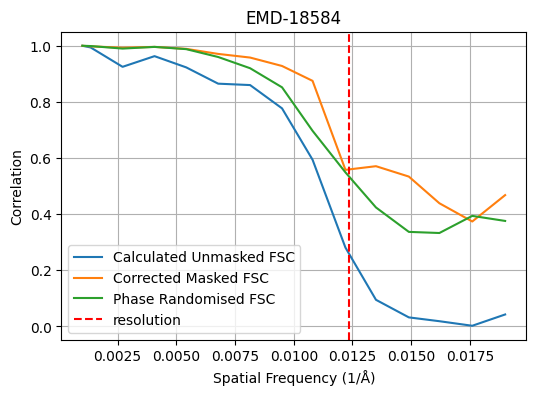 EMD-18584
1.0
0.8
0.6
0.4
0.2
0.0
Correlation
Calculated Unmasked FSC
Corrected Masked FSC
Phase Randomised FSC
resolution
0.0025 0.0050 0.0075 0.0100 0.0125 0.0150 0.0175
Spatial Frequency (1/Å)